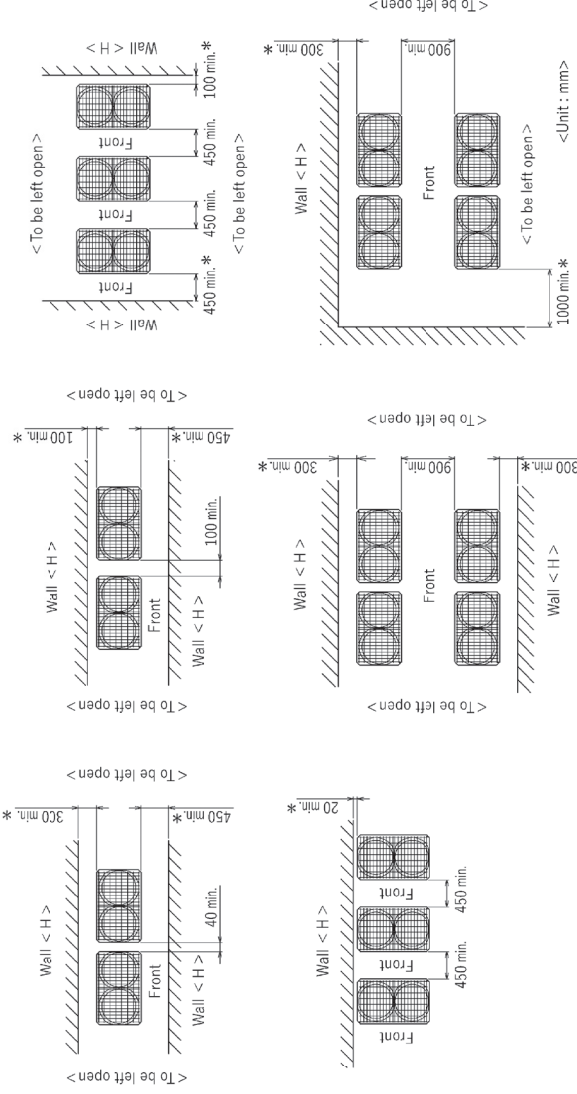 <To be left open>
Wall < H >
100 min.*
450 min.
Front
450 min.
Front
450 min.*
Front
Wall < H >
<To be left open>
<To be left open>
300 min.*
900 min.
Wall < H >
Front
<To be left open>
1000 min.*
<Unit : mm>
<To be left open>
100 min.*
450 min.*
Wall < H >
100 min.
Front
Wall < H >
<To be left open>
<To be left open>
300 min.*
900 min.
300 min.*
Wall < H >
Front
Wall < H >
<To be left open>
<To be left open>
300 min.*
450 min.*
Wall < H >
40 min.
Front
Wall < H >
<To be left open>
20 min.*
Wall < H >
Front
450 min.
Front
450 min.
Front